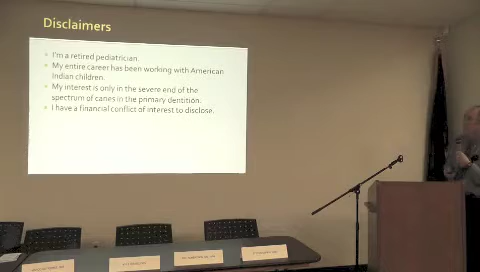 Disclaimers
I'm a retired pediatrician.
My entire career has been working with American
Indian children.
My interest is only in the severe end of the
spectrum of caries in the primary dentition.
I have a financial conflict of interest to disclose.